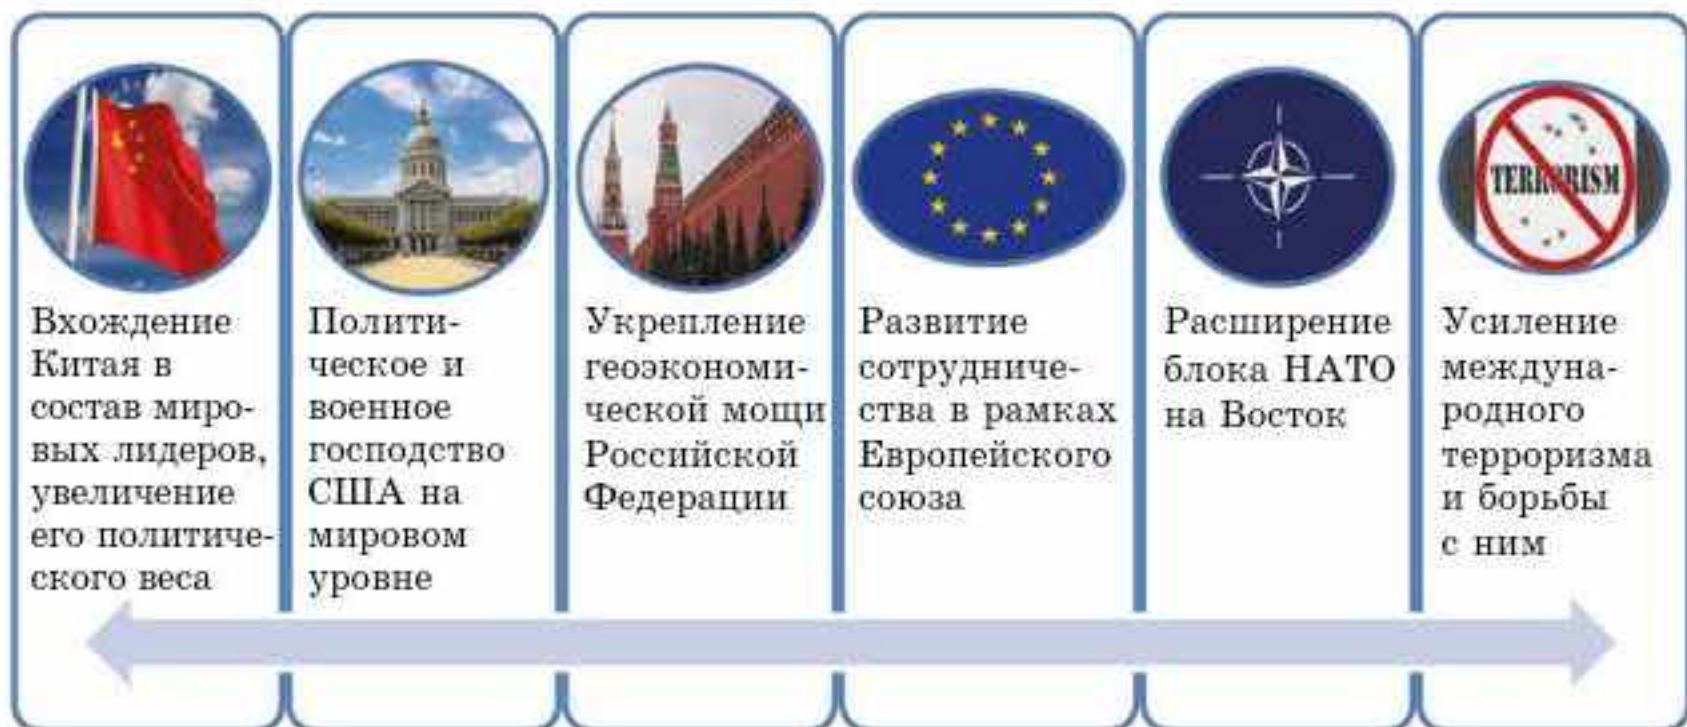 Вхождение
Китая в
состав миро-
вых лидеров,
увеличение
его политиче-
ского веса
Полити-
ческое и
военное
господство
США на
мировом
уровне
Укрепление
геоэкономи-
ческой мощи
Российской
Федерации
Развитие
сотрудниче-
ства в рамках
Европейского
союза
Расширение
блока НАТО
на Восток
TERRORISM
Усиление
междуна-
родного
терроризма
и борьбы
с ним